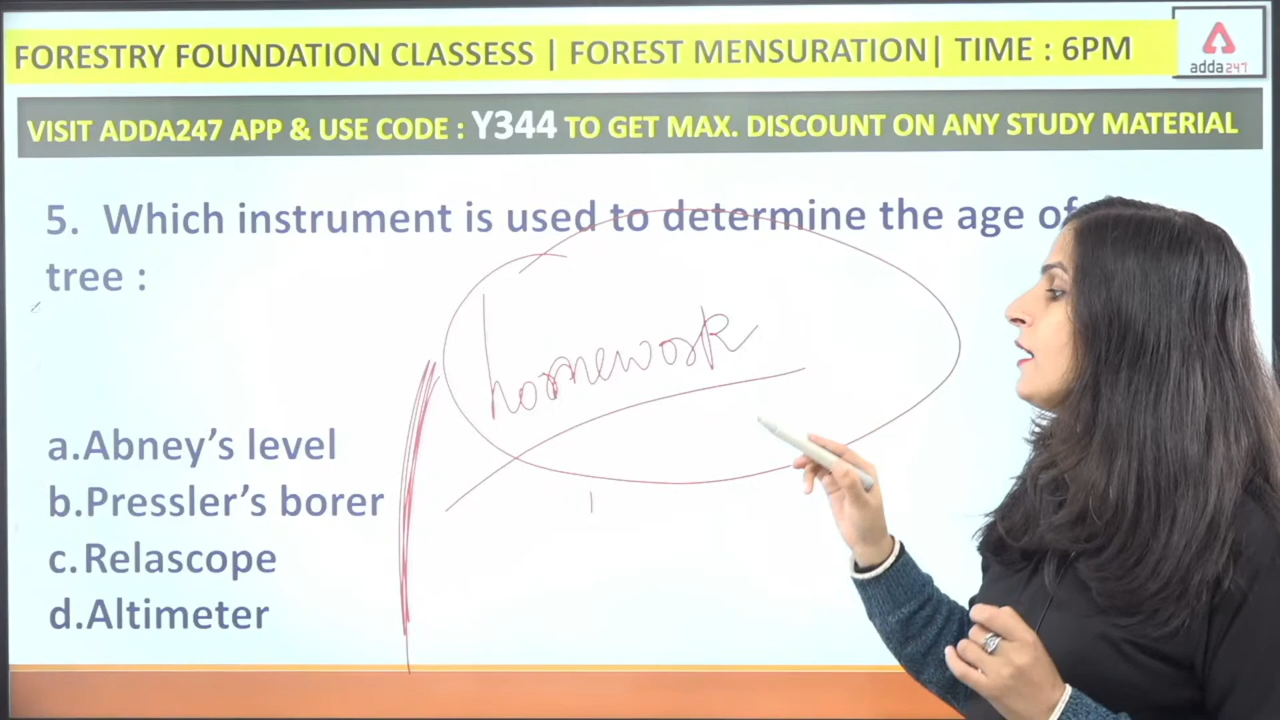 FORESTRY FOUNDATION CLASSESS | FOREST MENSURATION| TIME : 6PM
adda247
VISIT ADDA247 APP & USE CODE : Y344 TO GET MAX. DISCOUNT ON ANY STUDY MATERIAL
5. Which instrument is used to determine the age of
tree :
homework
a.Abney's level
b.Pressler's borer
c.Relascope
d.Altimeter